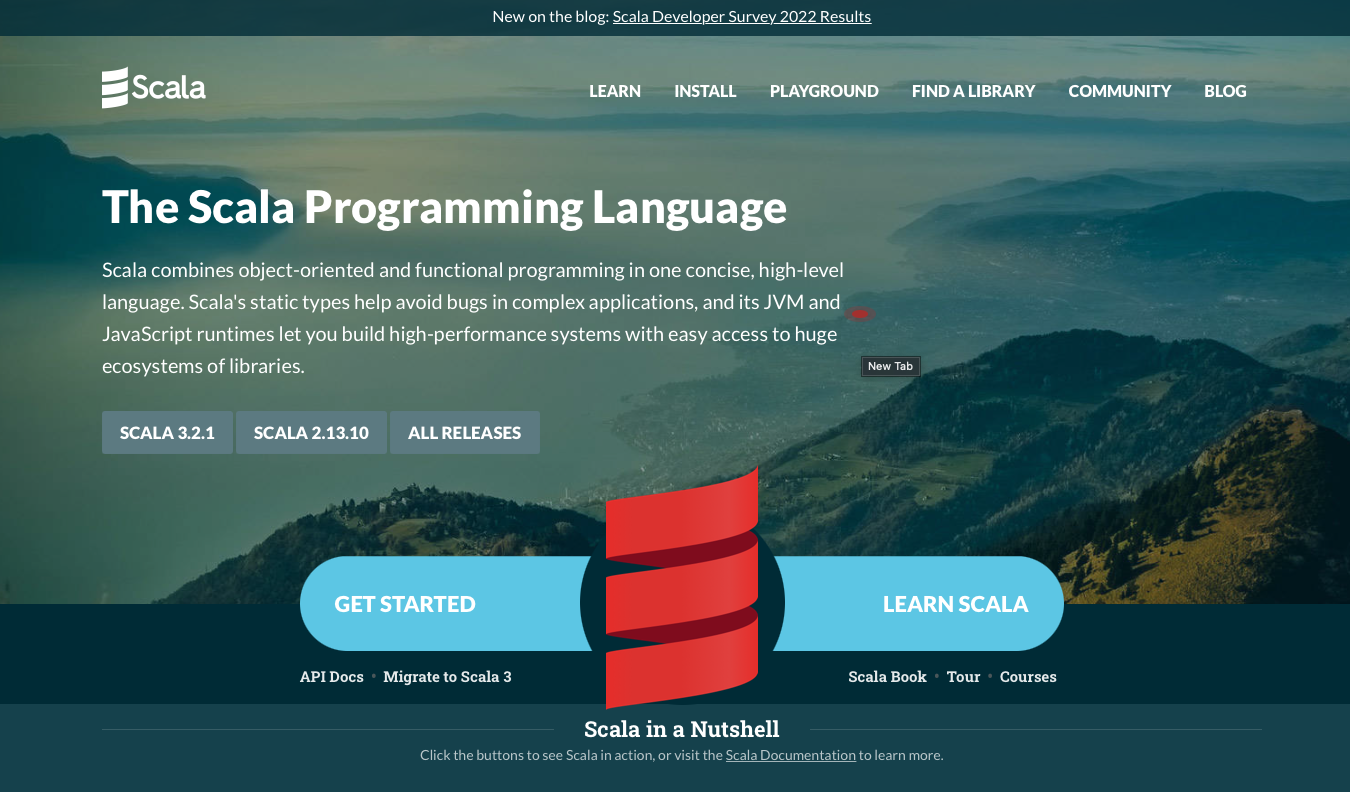 New on the blog: Scala Developer Survey 2022 Results
Scala
LEARN INSTALL PLAYGROUND FIND A LIBRARY COMMUNITY BLOG
The Scala Programming Language
Scala combines object-oriented and functional programming in one concise, high-level
language. Scala's static types help avoid bugs in complex applications, and its JVM and
JavaScript runtimes let you build high-performance systems with easy access to huge
ecosystems of libraries.
New Tab
SCALA 3.2.1 SCALA 2.13.10 ALL RELEASES
GET STARTED LEARN SCALA
API Docs • Migrate to Scala 3 Scala Book • Tour • Courses
Scala in a Nutshell
Click the buttons to see Scala in action, or visit the Scala Documentation to learn more.